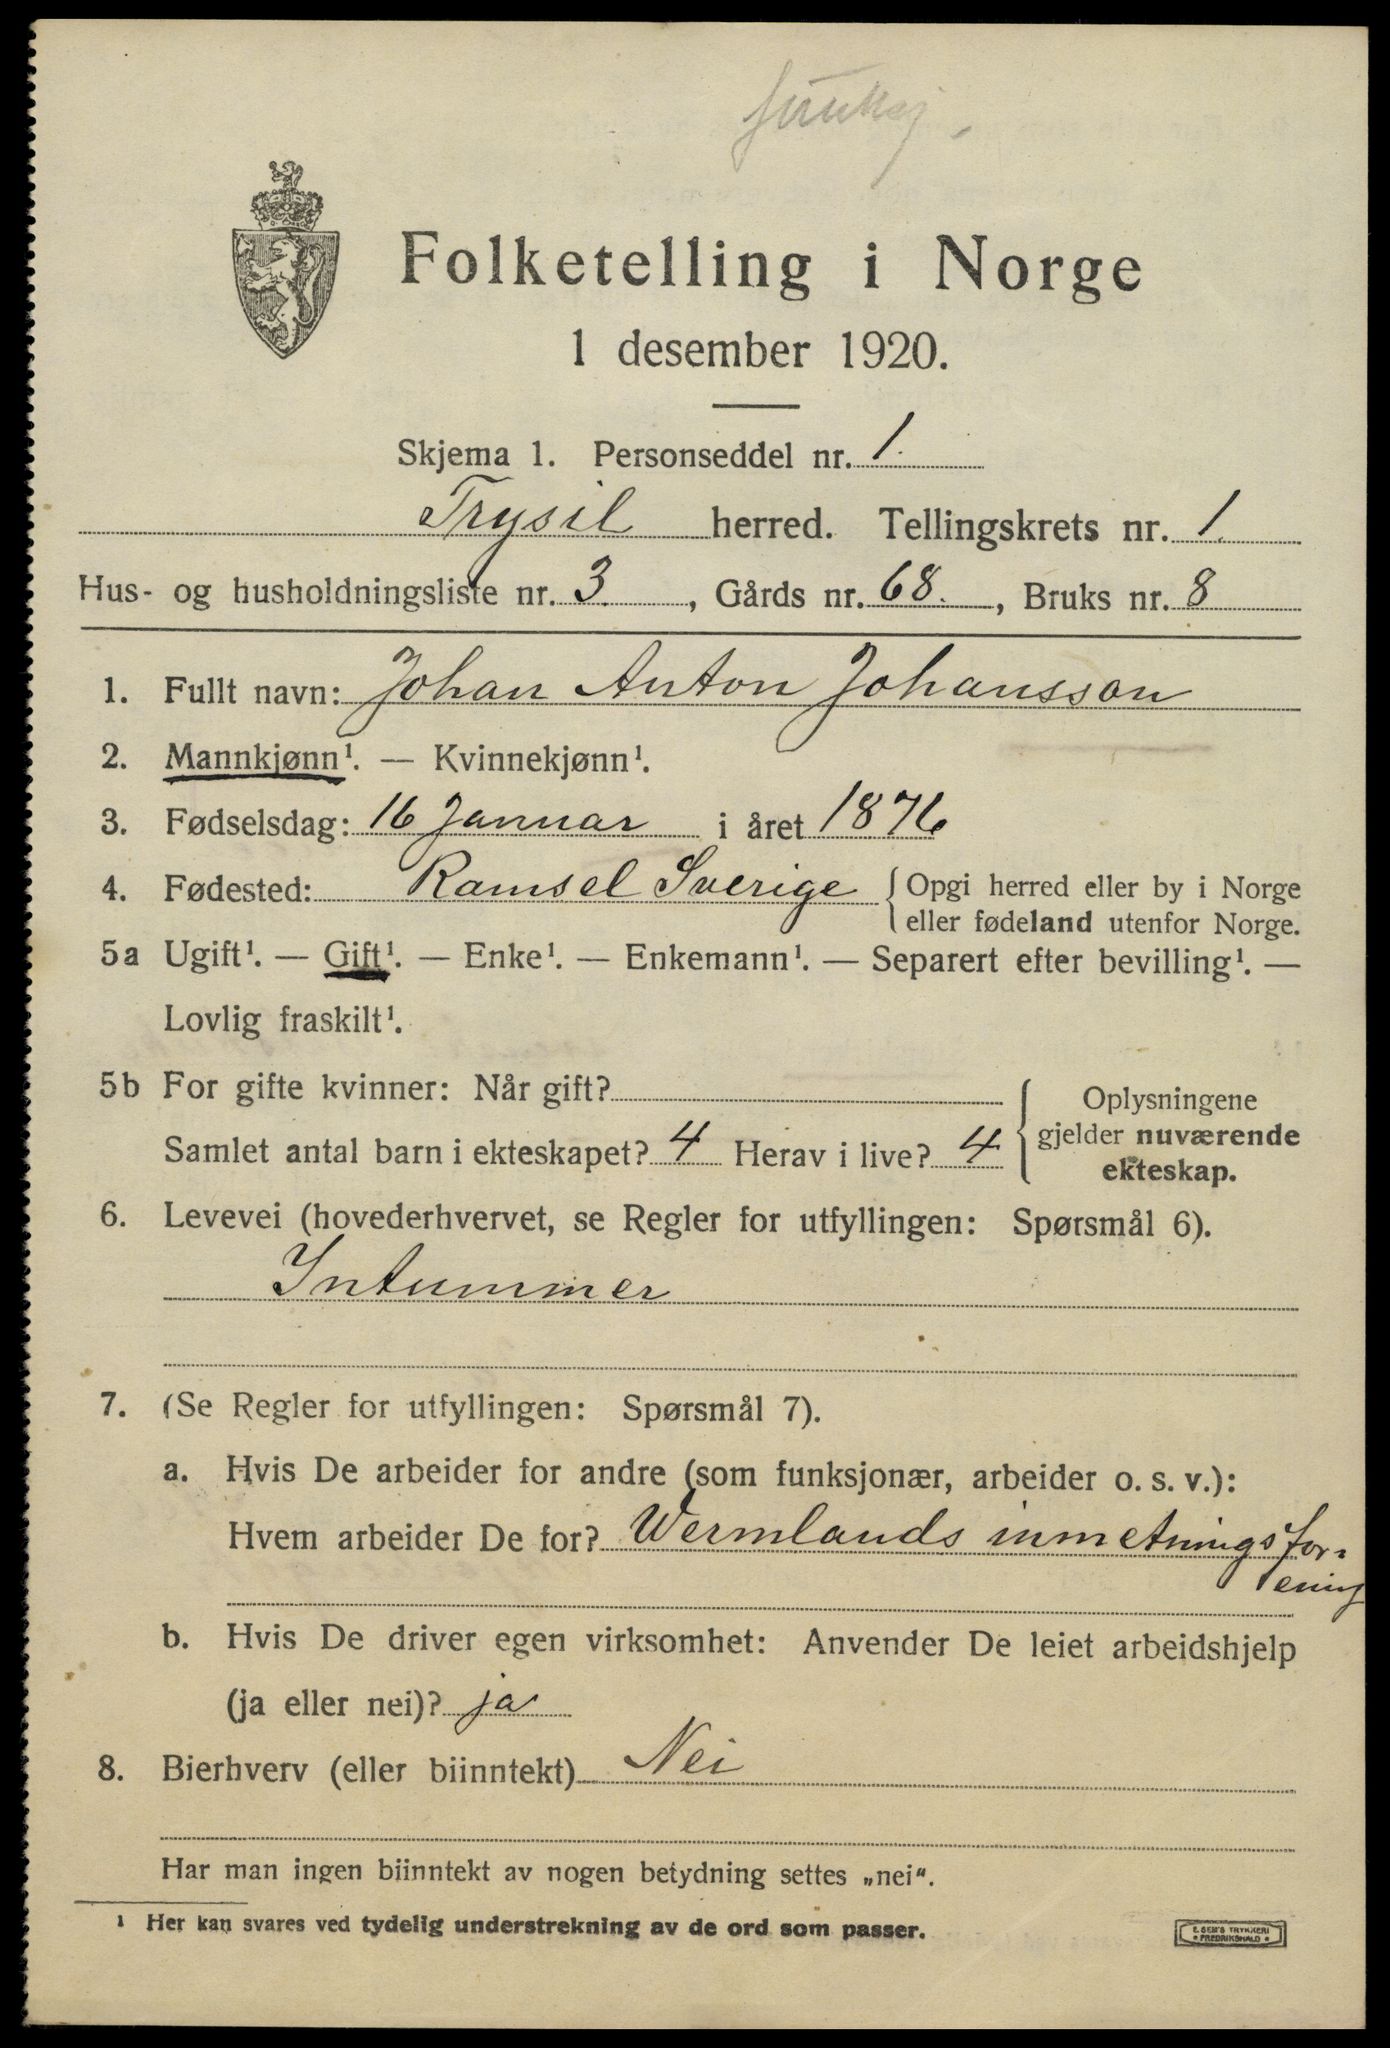 Folketelling i Norge
1 desember 1920.
Skjema 1. Personseddel nr. 1.
Trysil herred. Tellingskrets nr. 1.
Hus- og husholdningsliste nr. 3, Gårds nr. 68., Bruks nr. 8
1. Fullt navn: Johan Anton Johansson
2. Mannkjønn¹. — Kvinnekjønn¹.
3. Fødselsdag: 16 Januar i året 1876
4. Fødested: Ramsel Sverige { Opgi herred eller by i Norge
eller fødeland utenfor Norge.
5a Ugift¹. — Gift¹. — Enke¹. — Enkemann¹. — Separert efter bevilling¹. —
Lovlig fraskilt¹.
5b For gifte kvinner: Når gift?
Samlet antal barn i ekteskapet? 4 Herav i live? 4
Oplysningene
gjelder nuværende
ekteskap.
6. Levevei (hovederhvervet, se Regler for utfyllingen: Spørsmål 6).
Intummer
7. (Se Regler for utfyllingen: Spørsmål 7).
a. Hvis De arbeider for andre (som funksjonær, arbeider o. s. v.):
Hvem arbeider De for? Wermlands inmetningsfor-
ening
b. Hvis De driver egen virksomhet: Anvender De leiet arbeidshjelp
(ja eller nei)? ja
8. Bierhverv (eller biinntekt) Nei
Har man ingen biinntekt av nogen betydning settes „nei“.
¹ Her kan svares ved tydelig understrekning av de ord som passer.
E. SEM'S TRYKKERI
* FREDRIKSHALD *